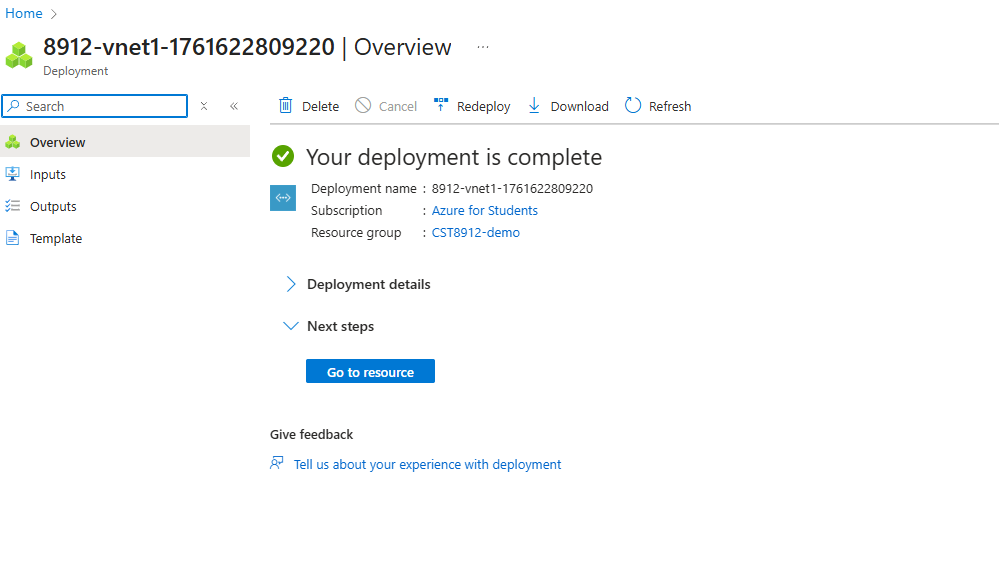 Home
8912-vnet1-1761622809220 | Overview ...
Deployment
Search
Delete Cancel Redeploy Download Refresh
Overview
Inputs
Outputs
Template
Your deployment is complete
Deployment name : 8912-vnet1-1761622809220
Subscription : Azure for Students
Resource group : CST8912-demo
Deployment details
Next steps
Go to resource
Give feedback
Tell us about your experience with deployment